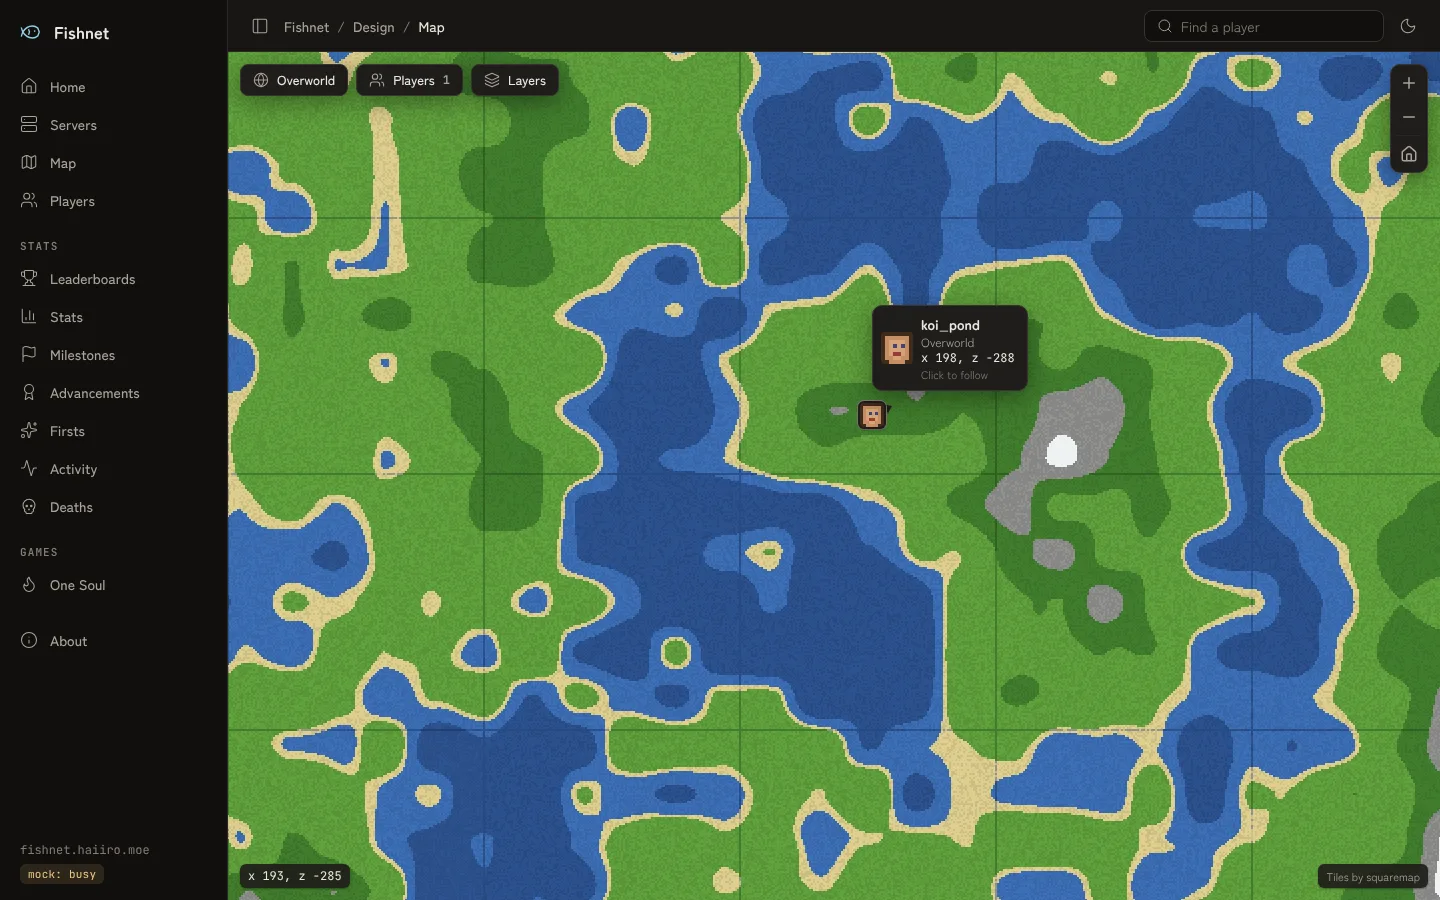 Fishnet
Fishnet / Design / Map
Find a player
Home
Servers
Map
Players
STATS
Leaderboards
Stats
Milestones
Advancements
Firsts
Activity
Deaths
GAMES
One Soul
About
fishnet.haiiro.moe
mock: busy
Overworld
Players 1
Layers
koi_pond
Overworld
x 198, z -288
Click to follow
x 193, z -285
Tiles by squaremap